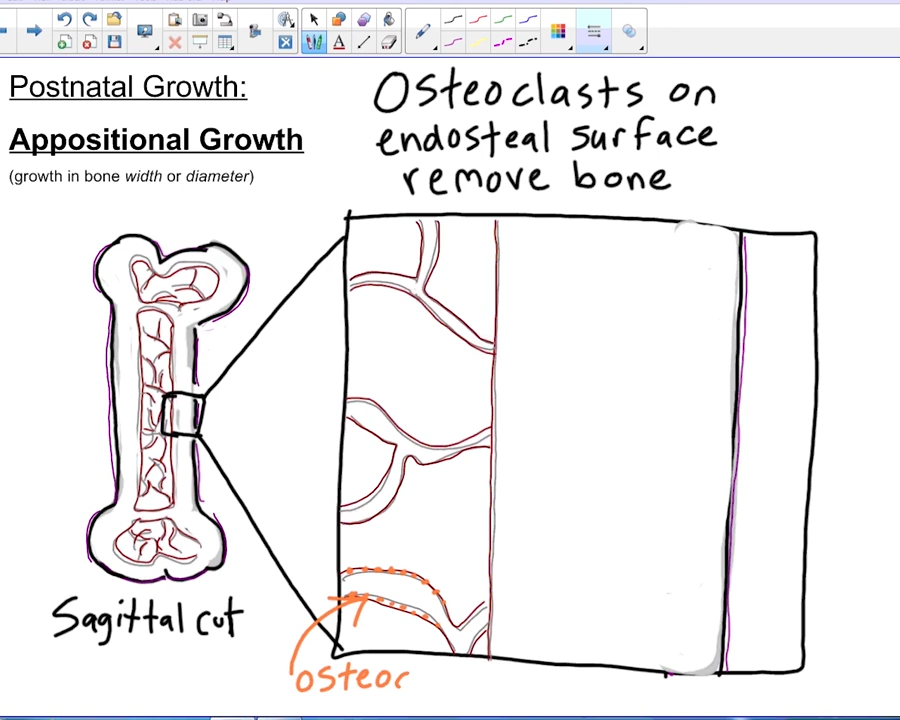 Postnatal Growth:
Appositional Growth
(growth in bone width or diameter)
Osteoclasts on
endosteal surface
remove bone
Sagittal cut
osteoc